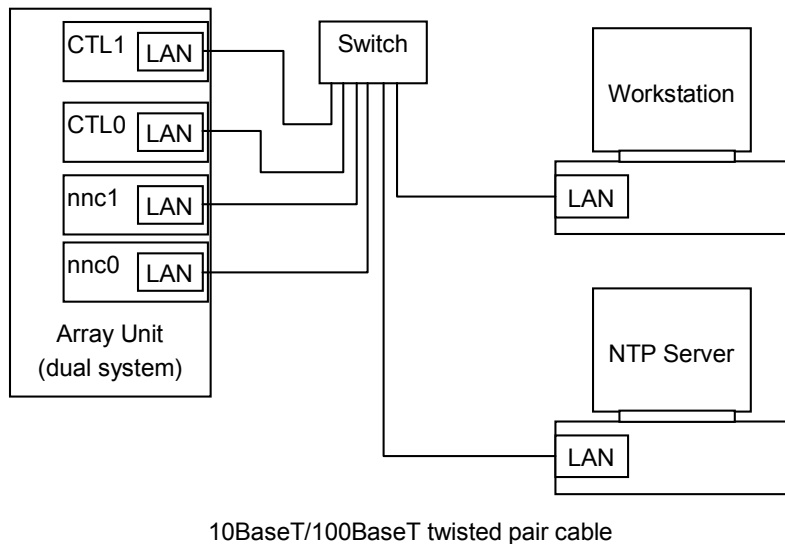 CTL1
LAN
Switch
CTL0
LAN
nnc1
LAN
nnc0
LAN
Array Unit
(dual system)
Workstation
LAN
NTP Server
LAN
10BaseT/100BaseT twisted pair cable